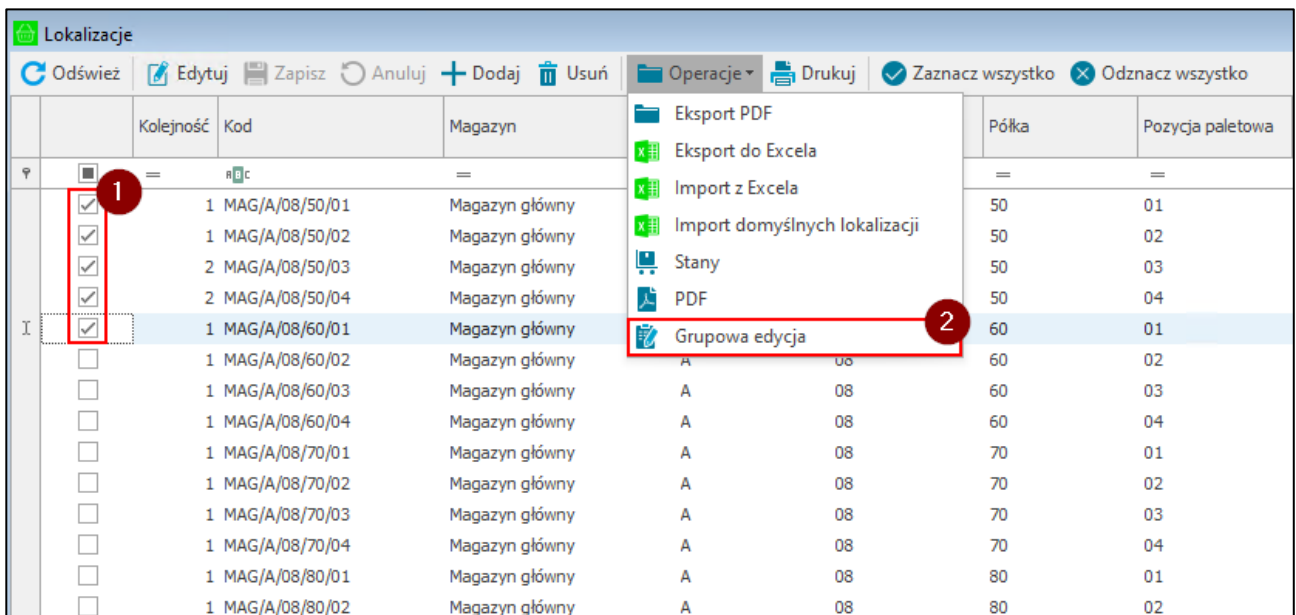 Lokalizacje
Odśwież Edytuj Zapisz Anuluj Dodaj Usuń Operacje Drukuj Zaznacz wszystko Odznacz wszystko
Kolejność Kod Magazyn Półka Pozycja paletowa
Eksport PDF
Eksport do Excela
Import z Excela
Import domyślnych lokalizacji
Stany
PDF
Grupowa edycja
= ABC = = =
1
2
1 MAG/A/08/50/01 Magazyn główny 50 01
1 MAG/A/08/50/02 Magazyn główny 50 02
2 MAG/A/08/50/03 Magazyn główny 50 03
2 MAG/A/08/50/04 Magazyn główny 50 04
1 MAG/A/08/60/01 Magazyn główny 60 01
1 MAG/A/08/60/02 Magazyn główny A 08 60 02
1 MAG/A/08/60/03 Magazyn główny A 08 60 03
1 MAG/A/08/60/04 Magazyn główny A 08 60 04
1 MAG/A/08/70/01 Magazyn główny A 08 70 01
1 MAG/A/08/70/02 Magazyn główny A 08 70 02
1 MAG/A/08/70/03 Magazyn główny A 08 70 03
1 MAG/A/08/70/04 Magazyn główny A 08 70 04
1 MAG/A/08/80/01 Magazyn główny A 08 80 01
1 MAG/A/08/80/02 Magazyn główny A 08 80 02